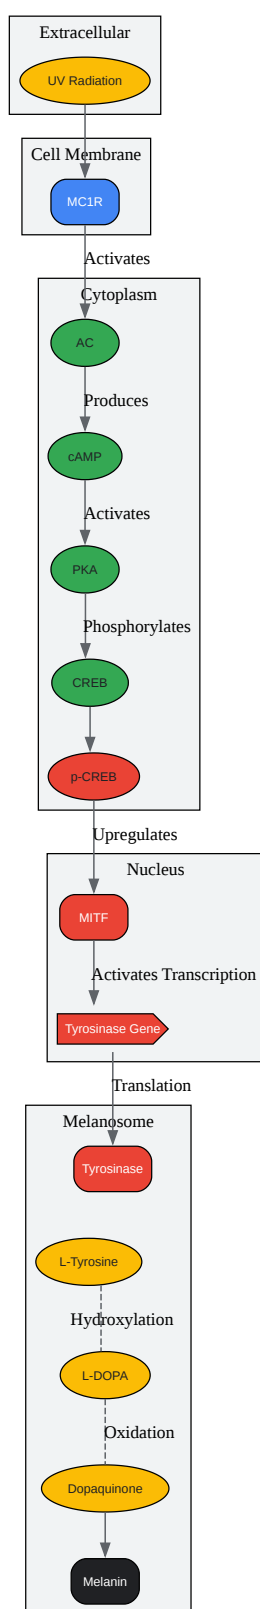 Extracellular
UV Radiation
Cell Membrane
MC1R
Activates
Cytoplasm
AC
Produces
cAMP
Activates
PKA
Phosphorylates
CREB
p-CREB
Upregulates
Nucleus
MITF
Activates Transcription
Tyrosinase Gene
Translation
Melanosome
Tyrosinase
L-Tyrosine
Hydroxylation
L-DOPA
Oxidation
Dopaquinone
Melanin